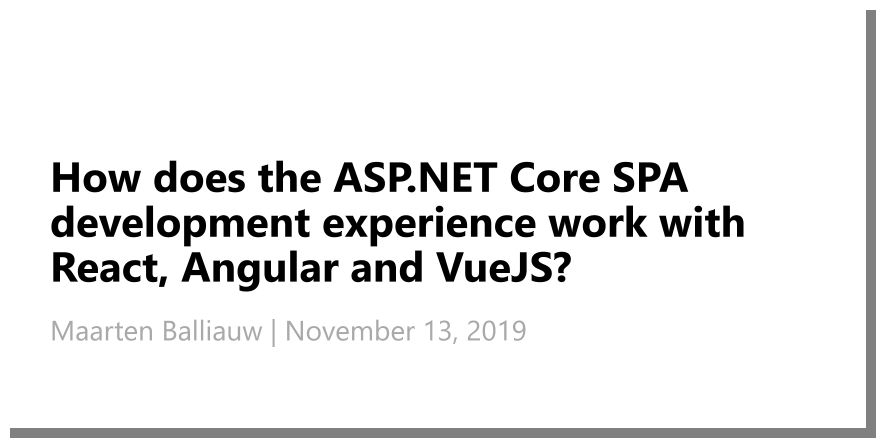 How does the ASP.NET Core SPA
development experience work with
React, Angular and VueJS?
Maarten Balliauw | November 13, 2019